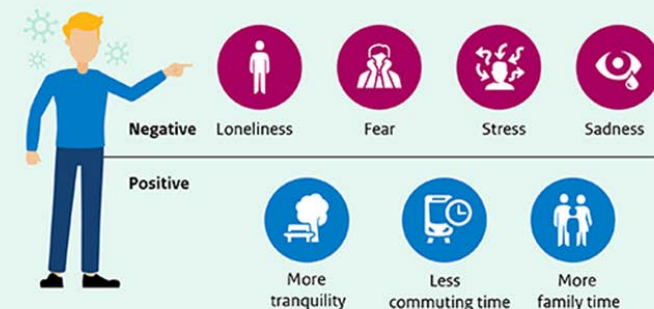 Negative Loneliness Fear Stress Sadness
Positive
More Less More
tranquility commuting time family time